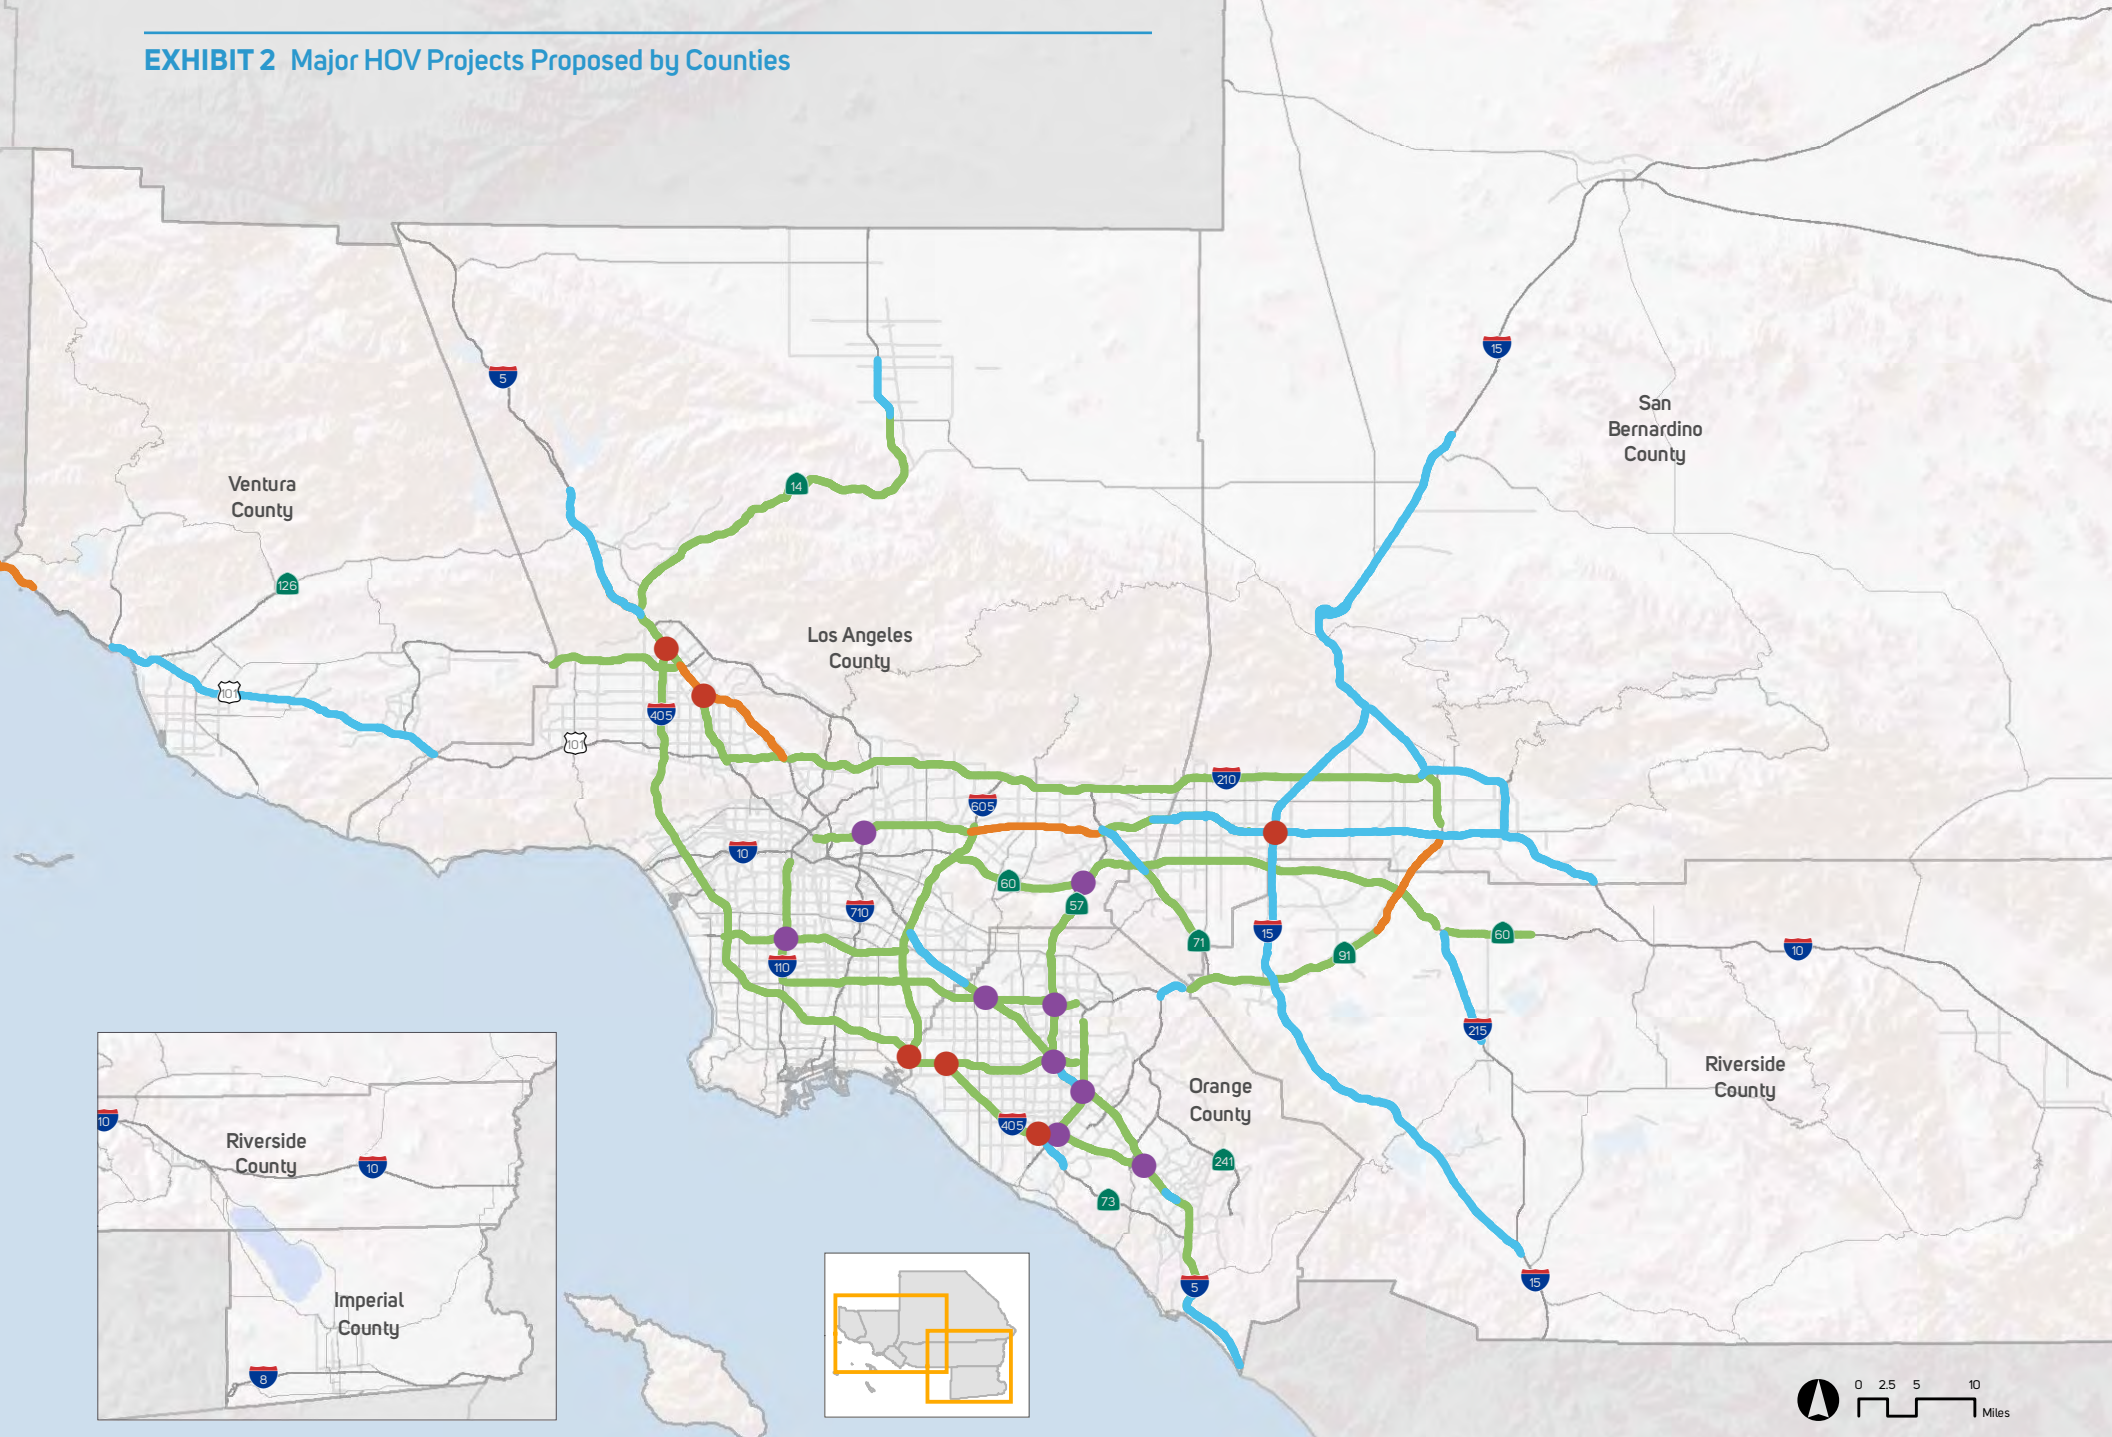 EXHIBIT 2 Major HOV Projects Proposed by Counties
15
5
San
Bernardino
County
Ventura
County
14
126
Los Angeles
County
101
405
101
210
605
10
60
710
57
15
71
60
91
10
110
215
Riverside
County
Orange
County
405
241
73
5
15
10
Riverside
County
10
Imperial
County
8
0 2.5 5 10
Miles